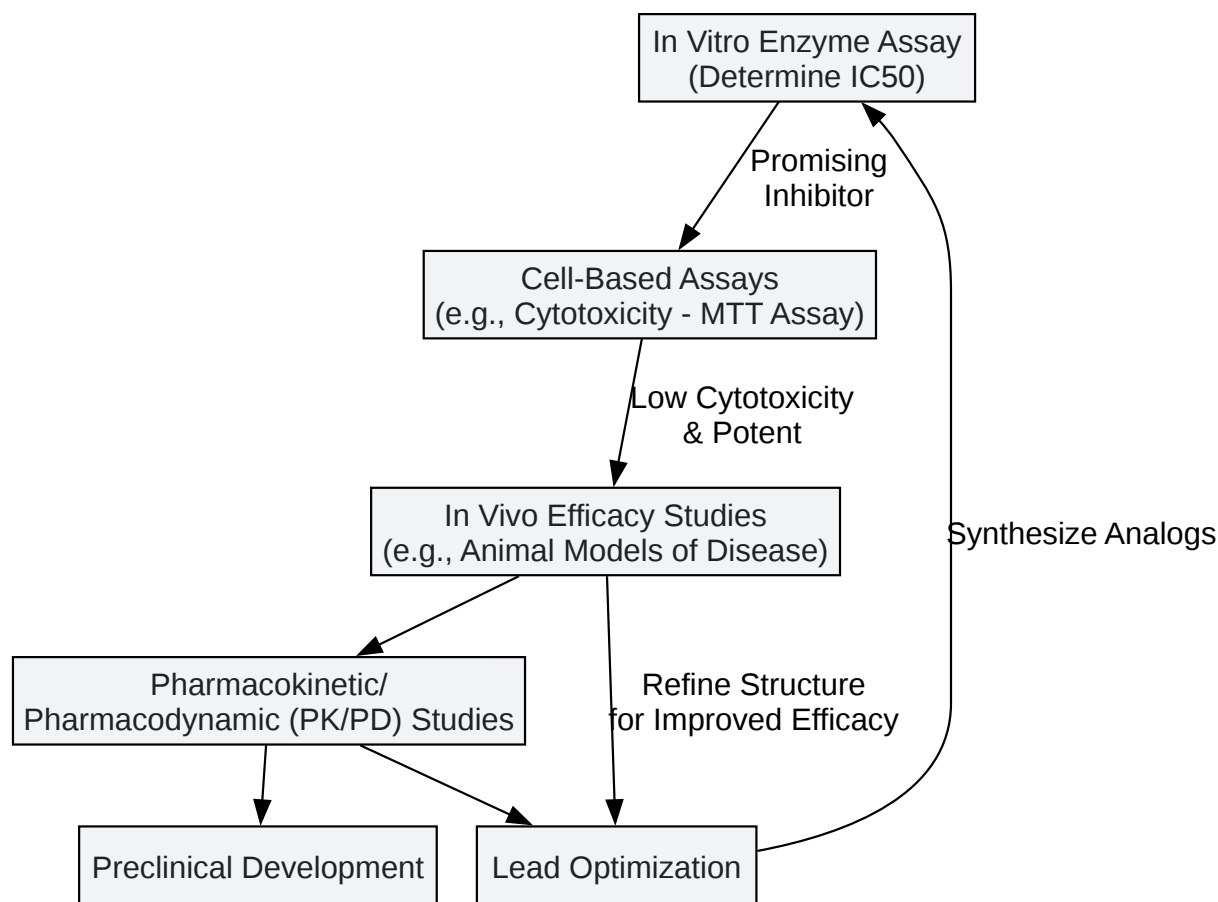 In Vitro Enzyme Assay
(Determine IC50)
Promising
Inhibitor
Cell-Based Assays
(e.g., Cytotoxicity - MTT Assay)
Low Cytotoxicity
& Potent
In Vivo Efficacy Studies
(e.g., Animal Models of Disease)
Synthesize Analogs
Pharmacokinetic/
Pharmacodynamic (PK/PD) Studies
Refine Structure
for Improved Efficacy
Preclinical Development
Lead Optimization